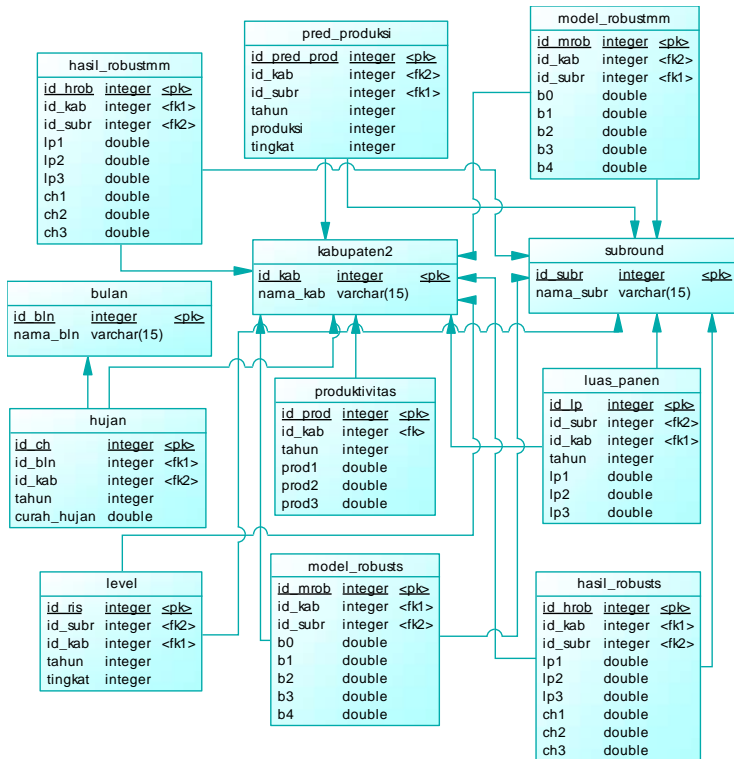 hasil_robustmm
id_hrob integer <pk>
id_kab integer <fk1>
id_subr integer <fk2>
lp1 double
lp2 double
lp3 double
ch1 double
ch2 double
ch3 double
pred_produksi
id_pred_prod integer <pk>
id_kab integer <fk2>
id_subr integer <fk1>
tahun integer
produksi integer
tingkat integer
model_robustmm
id_mrob integer <pk>
id_kab integer <fk2>
id_subr integer <fk1>
b0 double
b1 double
b2 double
b3 double
b4 double
kabupaten2
id_kab integer <pk>
nama_kab varchar(15)
subround
id_subr integer <pk>
nama_subr varchar(15)
bulan
id_bln integer <pk>
nama_bln varchar(15)
hujan
id_ch integer <pk>
id_bln integer <fk1>
id_kab integer <fk2>
tahun integer
curah_hujan double
produktivitas
id_prod integer <pk>
id_kab integer <fk>
tahun integer
prod1 double
prod2 double
prod3 double
luas_panen
id_lp integer <pk>
id_subr integer <fk2>
id_kab integer <fk1>
tahun integer
lp1 double
lp2 double
lp3 double
level
id_ris integer <pk>
id_subr integer <fk2>
id_kab integer <fk1>
tahun integer
tingkat integer
model_robusts
id_mrob integer <pk>
id_kab integer <fk1>
id_subr integer <fk2>
b0 double
b1 double
b2 double
b3 double
b4 double
hasil_robusts
id_hrob integer <pk>
id_kab integer <fk1>
id_subr integer <fk2>
lp1 double
lp2 double
lp3 double
ch1 double
ch2 double
ch3 double